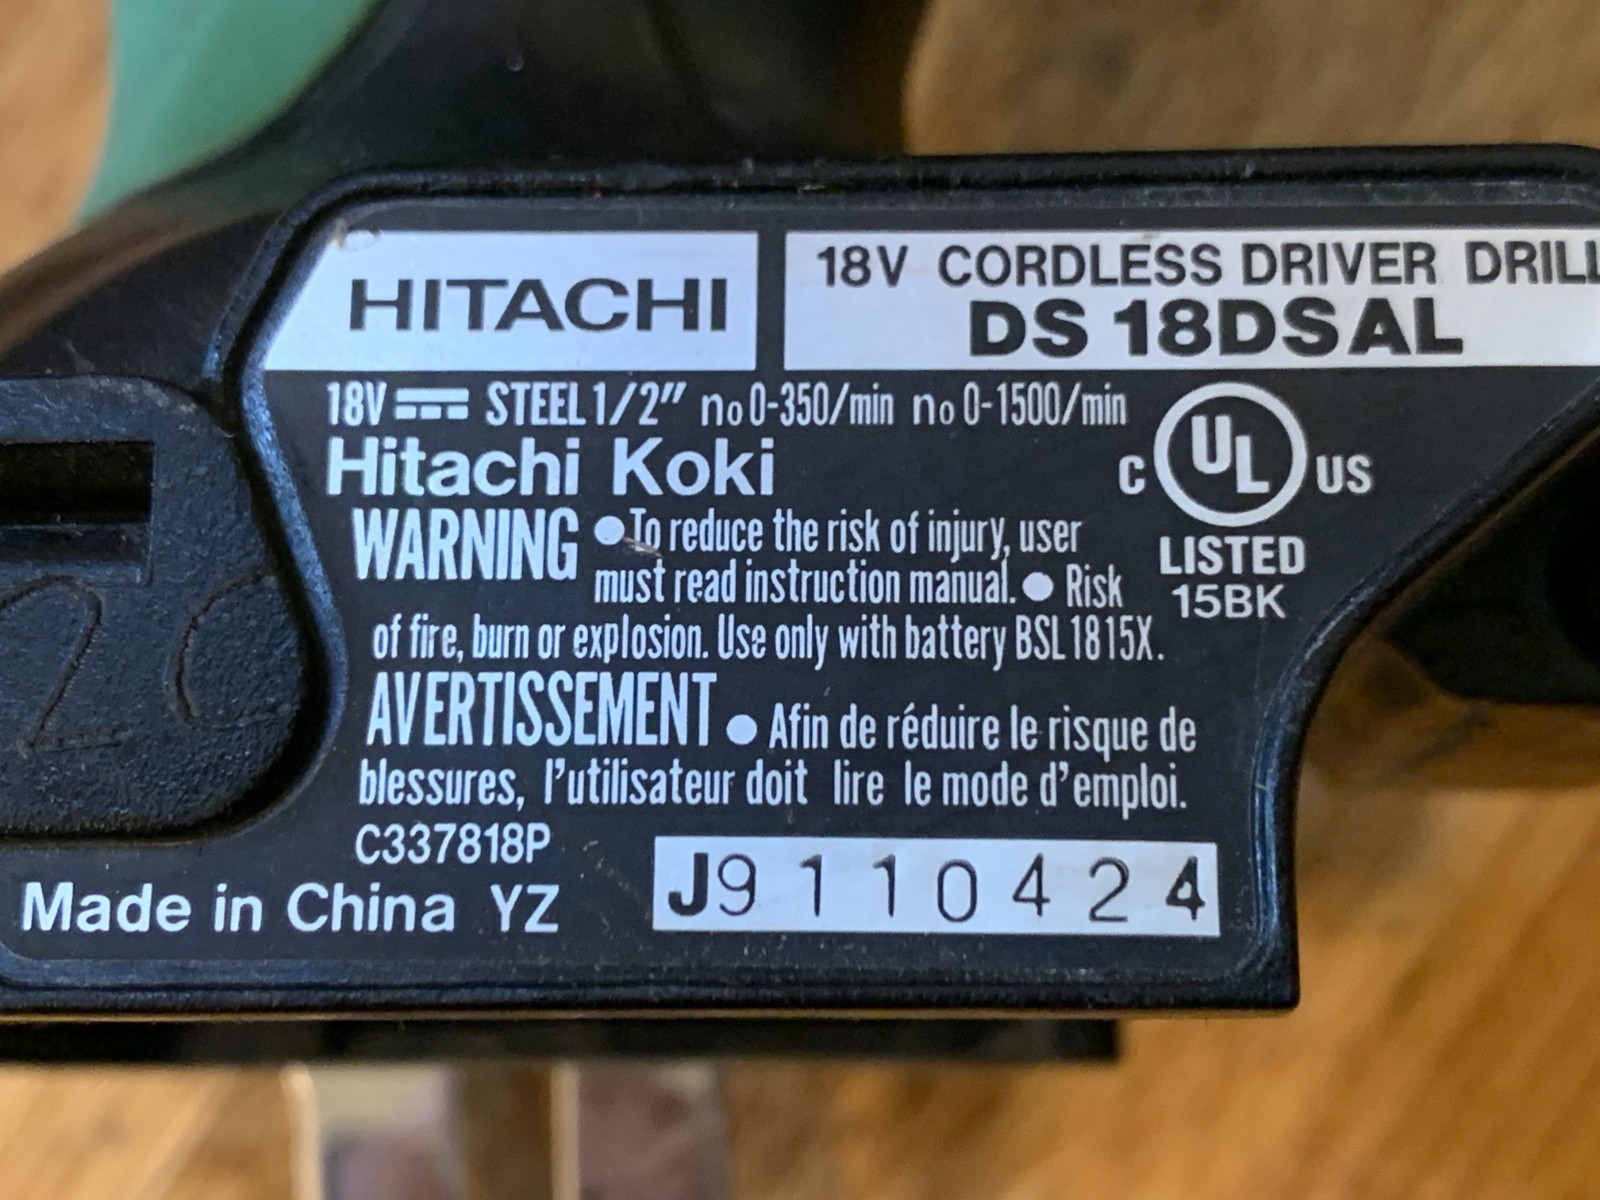 HITACHI
18V CORDLESS DRIVER DRILL
DS 18DSAL
18V ⎓ STEEL 1/2" no 0-350/min no 0-1500/min
Hitachi Koki
C UL US
LISTED
15BK
WARNING ●To reduce the risk of injury, user
must read instruction manual. ● Risk
of fire, burn or explosion. Use only with battery BSL1815X.
AVERTISSEMENT ● Afin de réduire le risque de
blessures, l'utilisateur doit lire le mode d'emploi.
C337818P
Made in China YZ
J9110424
20